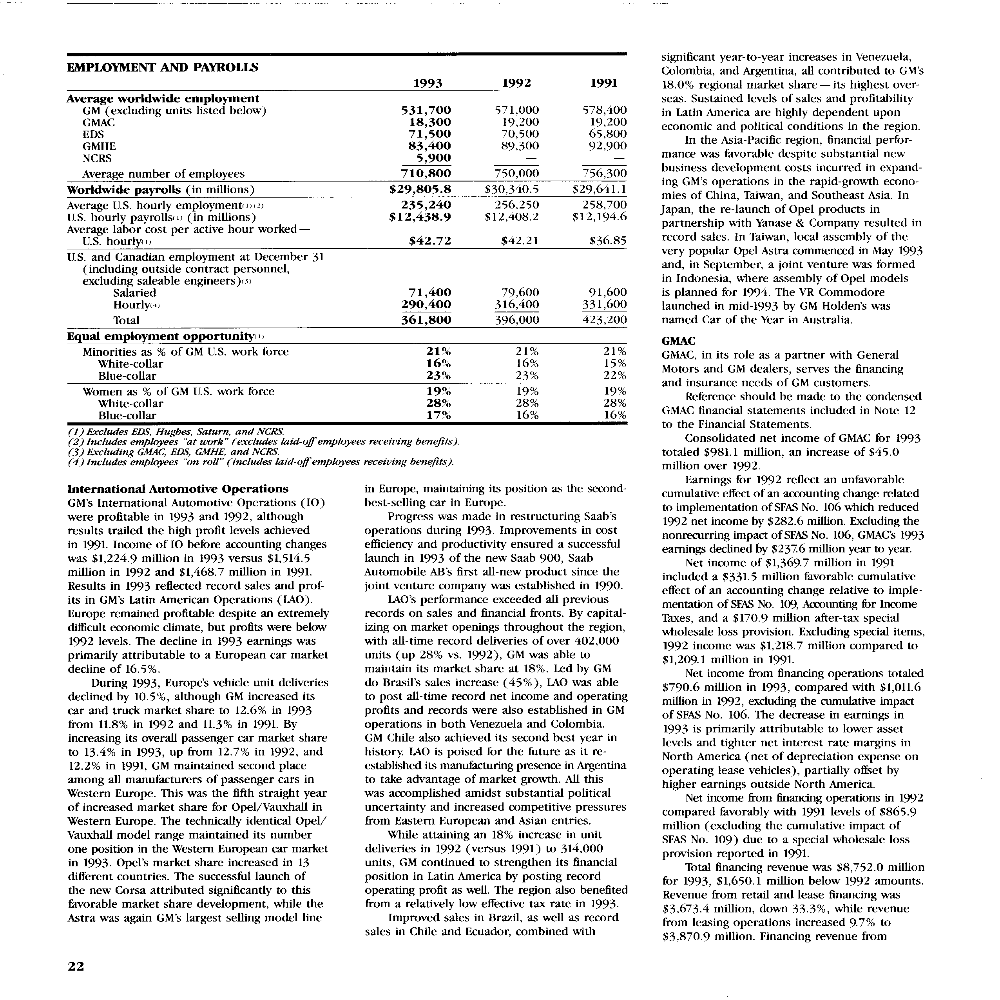 EMPLOYMENT AND PAYROLLS
1993 1992 1991
Average worldwide employment
GM (excluding units listed below) 531,700 571,000 578,400
GMAC 18,300 19,200 19,200
EDS 71,500 70,500 65,800
GMHE 83,400 89,300 92,900
NCRS 5,900 — —
Average number of employees 710,800 750,000 756,300
Worldwide payrolls (in millions) $29,805.8 $30,340.5 $29,641.1
Average U.S. hourly employment(1)(2) 235,240 256,250 258,700
U.S. hourly payrolls(1) (in millions) $12,438.9 $12,408.2 $12,194.6
Average labor cost per active hour worked—
U.S. hourly(1) $42.72 $42.21 $36.85
U.S. and Canadian employment at December 31
(including outside contract personnel,
excluding saleable engineers)(3)
Salaried 71,400 79,600 91,600
Hourly(4) 290,400 316,400 331,600
Total 361,800 396,000 423,200
Equal employment opportunity(1)
Minorities as % of GM U.S. work force 21% 21% 21%
White-collar 16% 16% 15%
Blue-collar 23% 23% 22%
Women as % of GM U.S. work force 19% 19% 19%
White-collar 28% 28% 28%
Blue-collar 17% 16% 16%
(1) Excludes EDS, Hughes, Saturn, and NCRS.
(2) Includes employees "at work" (excludes laid-off employees receiving benefits).
(3) Excluding GMAC, EDS, GMHE, and NCRS.
(4) Includes employees "on roll" (includes laid-off employees receiving benefits).
International Automotive Operations
GM's International Automotive Operations (IO)
were profitable in 1993 and 1992, although
results trailed the high profit levels achieved
in 1991. Income of IO before accounting changes
was $1,224.9 million in 1993 versus $1,514.5
million in 1992 and $1,468.7 million in 1991.
Results in 1993 reflected record sales and prof-
its in GM's Latin American Operations (LAO).
Europe remained profitable despite an extremely
difficult economic climate, but profits were below
1992 levels. The decline in 1993 earnings was
primarily attributable to a European car market
decline of 16.5%.
During 1993, Europe's vehicle unit deliveries
declined by 10.5%, although GM increased its
car and truck market share to 12.6% in 1993
from 11.8% in 1992 and 11.3% in 1991. By
increasing its overall passenger car market share
to 13.4% in 1993, up from 12.7% in 1992, and
12.2% in 1991, GM maintained second place
among all manufacturers of passenger cars in
Western Europe. This was the fifth straight year
of increased market share for Opel/Vauxhall in
Western Europe. The technically identical Opel/
Vauxhall model range maintained its number
one position in the Western European car market
in 1993. Opel's market share increased in 13
different countries. The successful launch of
the new Corsa attributed significantly to this
favorable market share development, while the
Astra was again GM's largest selling model line
in Europe, maintaining its position as the second-
best-selling car in Europe.
Progress was made in restructuring Saab's
operations during 1993. Improvements in cost
efficiency and productivity ensured a successful
launch in 1993 of the new Saab 900, Saab
Automobile AB's first all-new product since the
joint venture company was established in 1990.
LAO's performance exceeded all previous
records on sales and financial fronts. By capital-
izing on market openings throughout the region,
with all-time record deliveries of over 402,000
units (up 28% vs. 1992), GM was able to
maintain its market share at 18%. Led by GM
do Brasil's sales increase (45%), LAO was able
to post all-time record net income and operating
profits and records were also established in GM
operations in both Venezuela and Colombia.
GM Chile also achieved its second best year in
history. LAO is poised for the future as it re-
established its manufacturing presence in Argentina
to take advantage of market growth. All this
was accomplished amidst substantial political
uncertainty and increased competitive pressures
from Eastern European and Asian entries.
While attaining an 18% increase in unit
deliveries in 1992 (versus 1991) to 314,000
units, GM continued to strengthen its financial
position in Latin America by posting record
operating profit as well. The region also benefited
from a relatively low effective tax rate in 1993.
Improved sales in Brazil, as well as record
sales in Chile and Ecuador, combined with
significant year-to-year increases in Venezuela,
Colombia, and Argentina, all contributed to GM's
18.0% regional market share—its highest over-
seas. Sustained levels of sales and profitability
in Latin America are highly dependent upon
economic and political conditions in the region.
In the Asia-Pacific region, financial perfor-
mance was favorable despite substantial new
business development costs incurred in expand-
ing GM's operations in the rapid-growth econo-
mies of China, Taiwan, and Southeast Asia. In
Japan, the re-launch of Opel products in
partnership with Yanase & Company resulted in
record sales. In Taiwan, local assembly of the
very popular Opel Astra commenced in May 1993
and, in September, a joint venture was formed
in Indonesia, where assembly of Opel models
is planned for 1994. The VR Commodore
launched in mid-1993 by GM Holden's was
named Car of the Year in Australia.
GMAC
GMAC, in its role as a partner with General
Motors and GM dealers, serves the financing
and insurance needs of GM customers.
Reference should be made to the condensed
GMAC financial statements included in Note 12
to the Financial Statements.
Consolidated net income of GMAC for 1993
totaled $981.1 million, an increase of $45.0
million over 1992.
Earnings for 1992 reflect an unfavorable
cumulative effect of an accounting change related
to implementation of SFAS No. 106 which reduced
1992 net income by $282.6 million. Excluding the
nonrecurring impact of SFAS No. 106, GMAC's 1993
earnings declined by $237.6 million year to year.
Net income of $1,369.7 million in 1991
included a $331.5 million favorable cumulative
effect of an accounting change relative to imple-
mentation of SFAS No. 109, Accounting for Income
Taxes, and a $170.9 million after-tax special
wholesale loss provision. Excluding special items,
1992 income was $1,218.7 million compared to
$1,209.1 million in 1991.
Net income from financing operations totaled
$790.6 million in 1993, compared with $1,011.6
million in 1992, excluding the cumulative impact
of SFAS No. 106. The decrease in earnings in
1993 is primarily attributable to lower asset
levels and tighter net interest rate margins in
North America (net of depreciation expense on
operating lease vehicles), partially offset by
higher earnings outside North America.
Net income from financing operations in 1992
compared favorably with 1991 levels of $865.9
million (excluding the cumulative impact of
SFAS No. 109) due to a special wholesale loss
provision reported in 1991.
Total financing revenue was $8,752.0 million
for 1993, $1,650.1 million below 1992 amounts.
Revenue from retail and lease financing was
$3,673.4 million, down 33.3%, while revenue
from leasing operations increased 9.7% to
$3,870.9 million. Financing revenue from
22